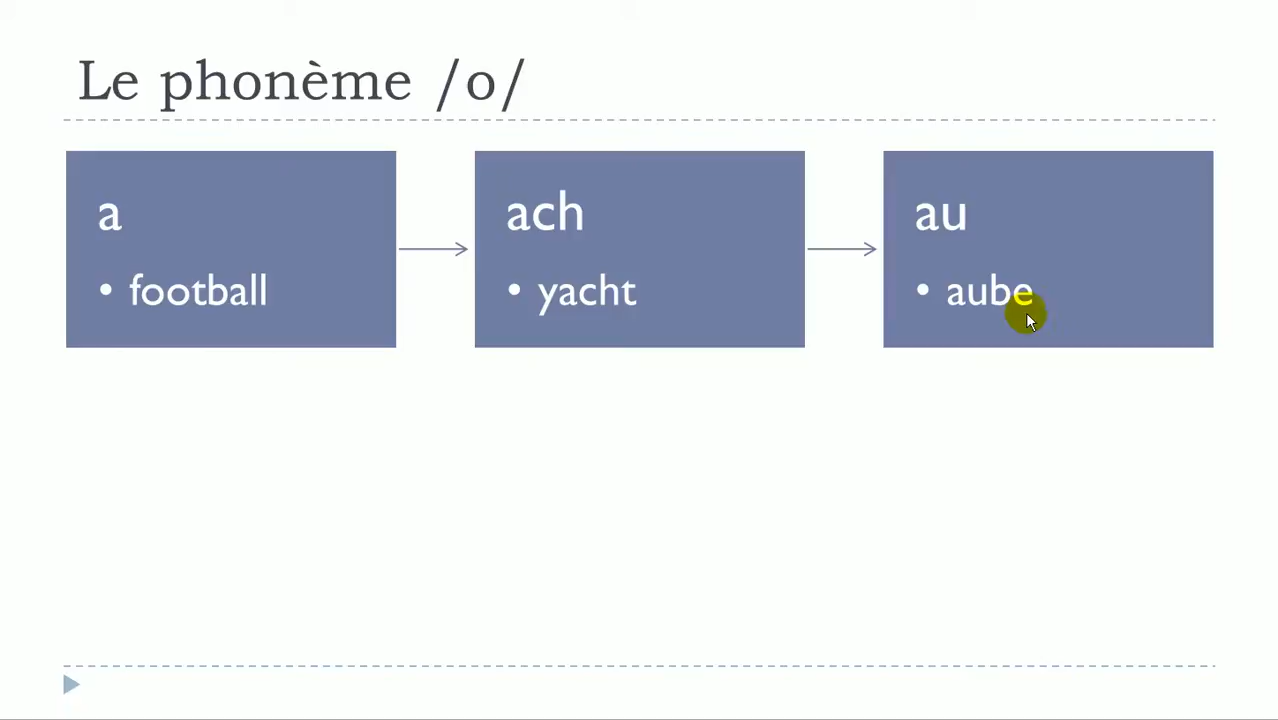 Le phonème /o/
a
• football
ach
• yacht
au
• aube